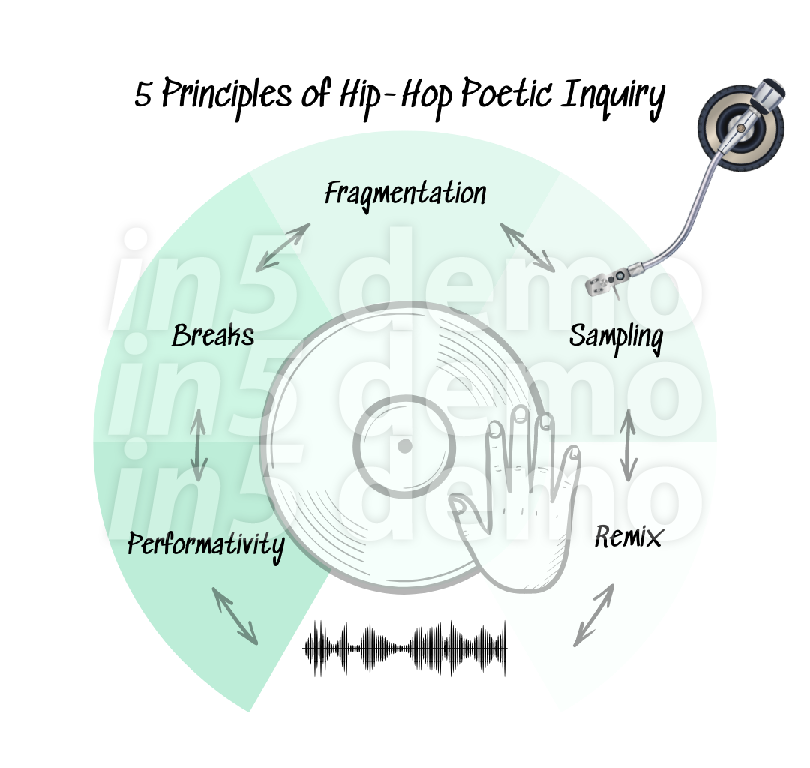 5 Principles of Hip-Hop Poetic Inquiry
Fragmentation
Breaks
Sampling
Performativity
Remix
in5 demo
in5 demo
in5 demo